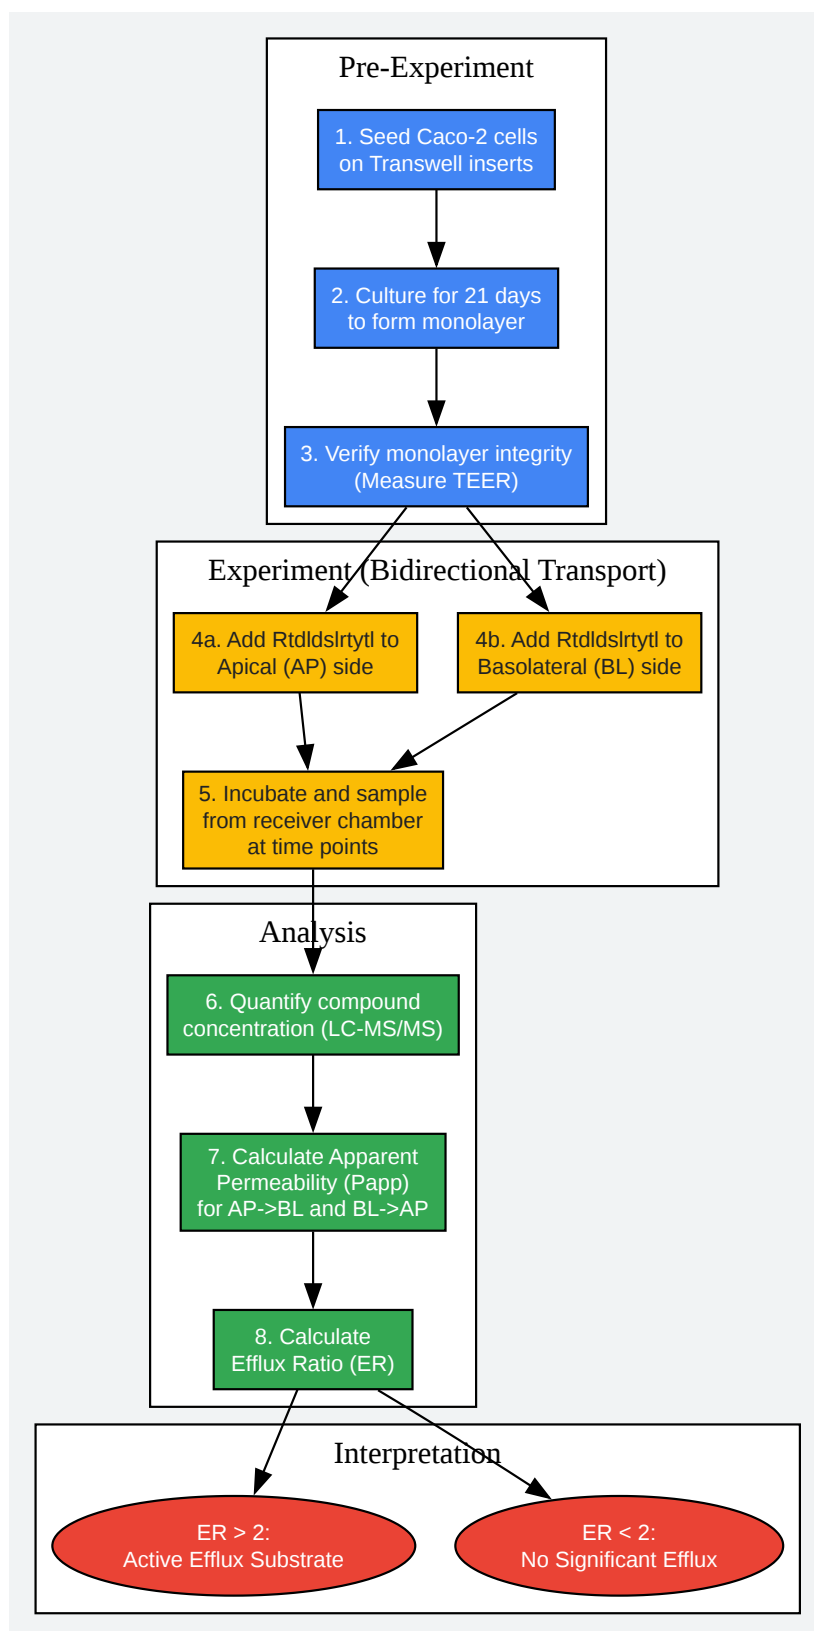 Pre-Experiment
1. Seed Caco-2 cells
on Transwell inserts
2. Culture for 21 days
to form monolayer
3. Verify monolayer integrity
(Measure TEER)
Experiment (Bidirectional Transport)
4a. Add Rtdldslrtytl to
Apical (AP) side
4b. Add Rtdldslrtytl to
Basolateral (BL) side
5. Incubate and sample
from receiver chamber
at time points
Analysis
6. Quantify compound
concentration (LC-MS/MS)
7. Calculate Apparent
Permeability (Papp)
for AP->BL and BL->AP
8. Calculate
Efflux Ratio (ER)
Interpretation
ER > 2:
Active Efflux Substrate
ER < 2:
No Significant Efflux